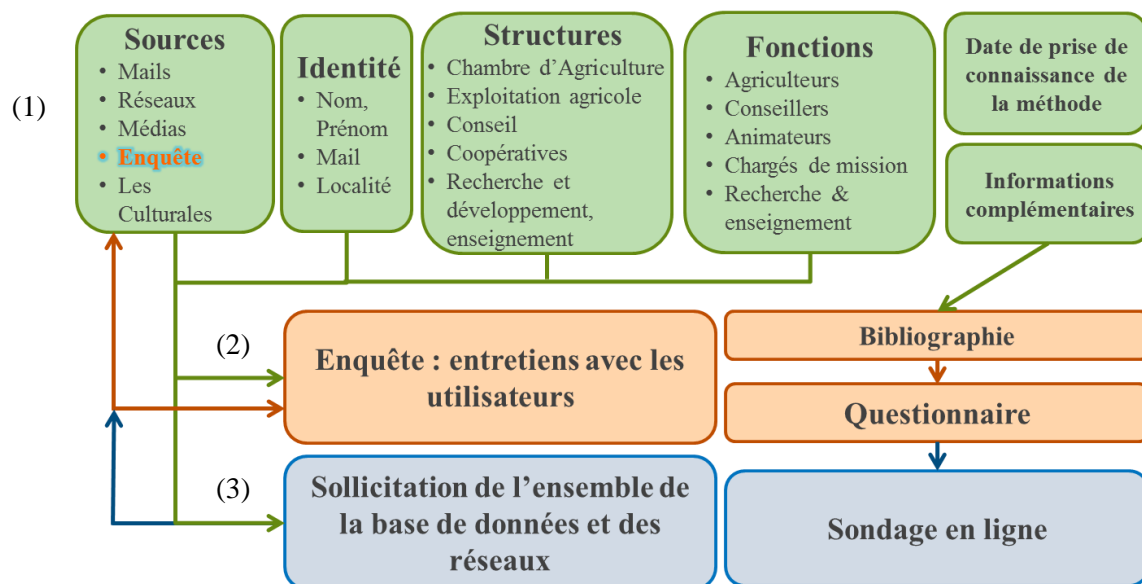 (1)
Sources
• Mails
• Réseaux
• Médias
• Enquête
• Les
Culturales
Identité
• Nom,
Prénom
• Mail
• Localité
Structures
• Chambre d'Agriculture
• Exploitation agricole
• Conseil
• Coopératives
• Recherche et
développement,
enseignement
Fonctions
• Agriculteurs
• Conseillers
• Animateurs
• Chargés de mission
• Recherche &
enseignement
Date de prise de
connaissance de
la méthode
Informations
complémentaires
(2)
Enquête : entretiens avec les
utilisateurs
Bibliographie
Questionnaire
(3)
Sollicitation de l'ensemble de
la base de données et des
réseaux
Sondage en ligne